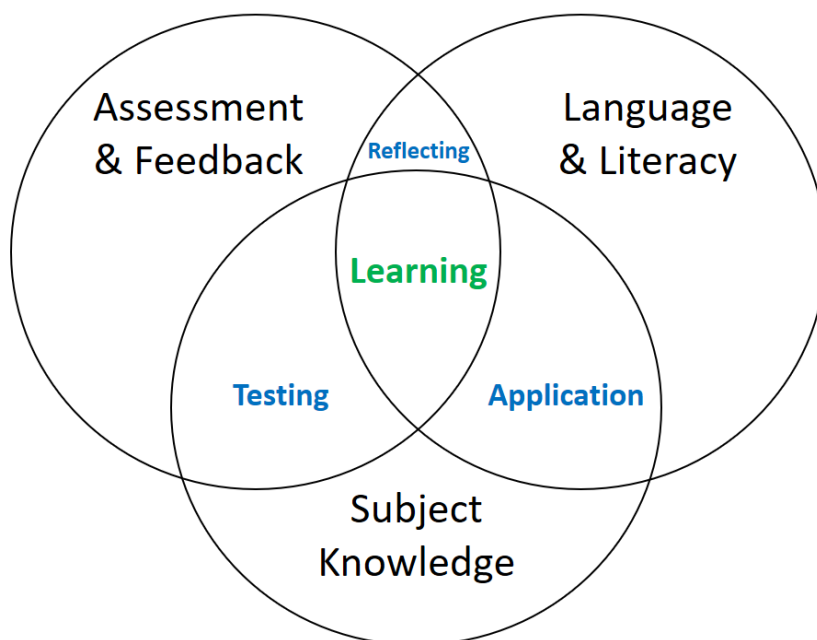 Assessment
& Feedback
Language
& Literacy
Reflecting
Learning
Testing
Application
Subject
Knowledge